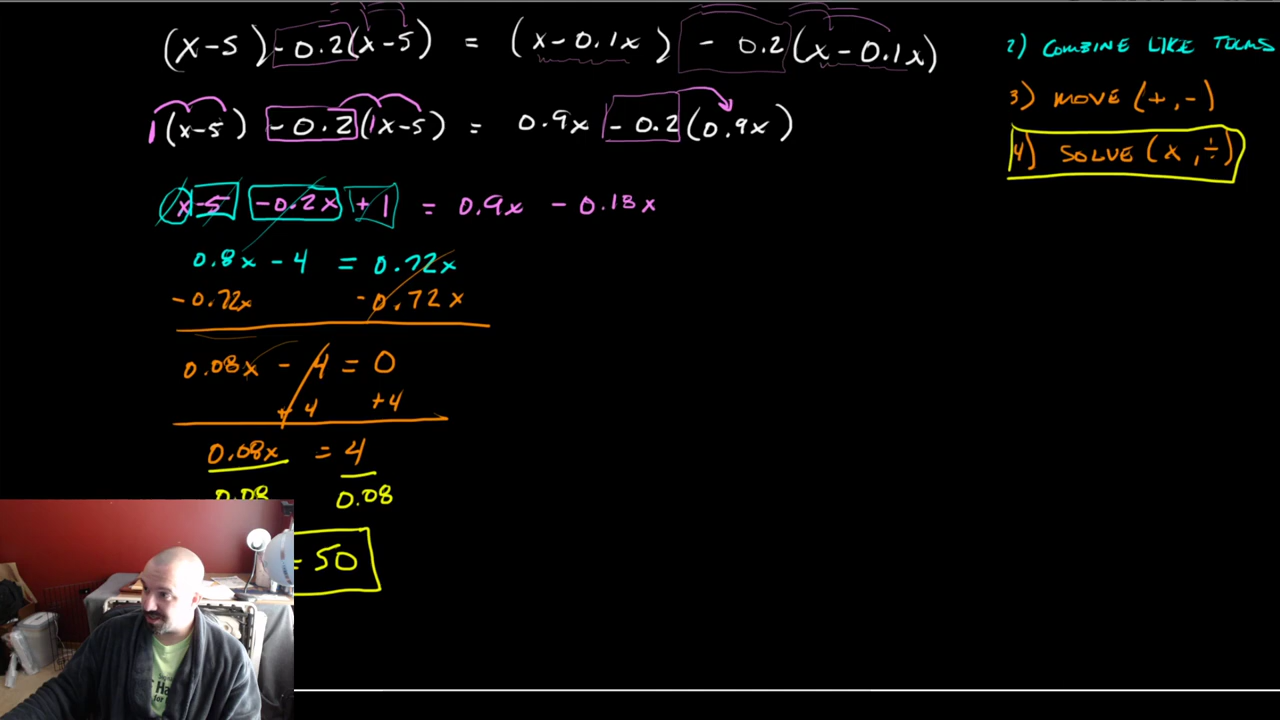 (x-5)-0.2(x-5) = (x-0.1x) - 0.2(x-0.1x)
1(x-5) -0.2(1x-5) = 0.9x -0.2(0.9x)
x-5 -0.2x +1 = 0.9x - 0.18x
0.8x - 4 = 0.72x
-0.72x -0.72x
0.08x - 4 = 0
+4 +4
0.08x = 4
0.08 0.08
= 50
2) COMBINE LIKE TERMS
3) MOVE (+,-)
4) SOLVE (x,÷)